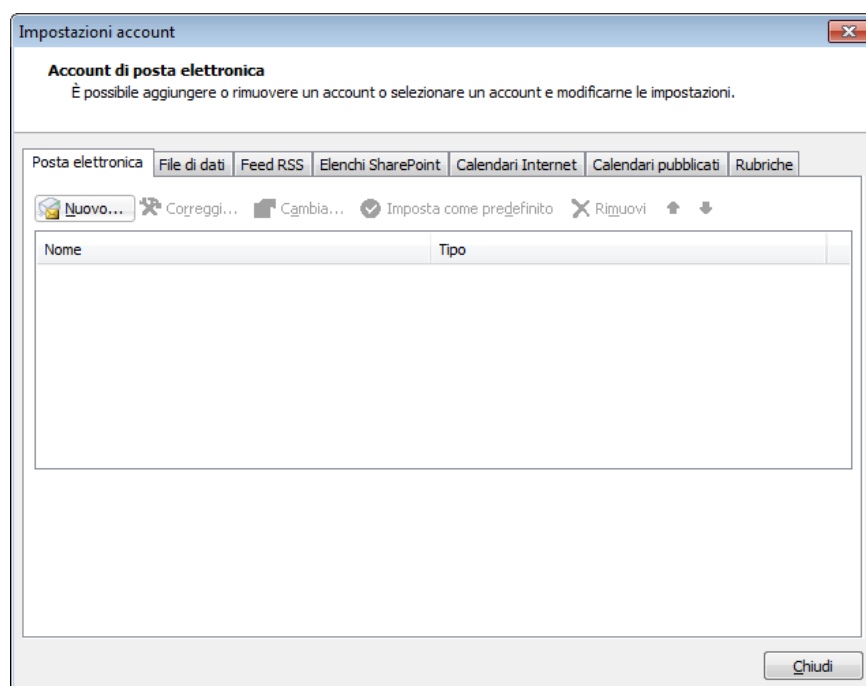 Impostazioni account
Account di posta elettronica
È possibile aggiungere o rimuovere un account o selezionare un account e modificarne le impostazioni.
Posta elettronica File di dati Feed RSS Elenchi SharePoint Calendari Internet Calendari pubblicati Rubriche
Nuovo... Correggi... Cambia... Imposta come predefinito Rimuovi
Nome Tipo
Chiudi